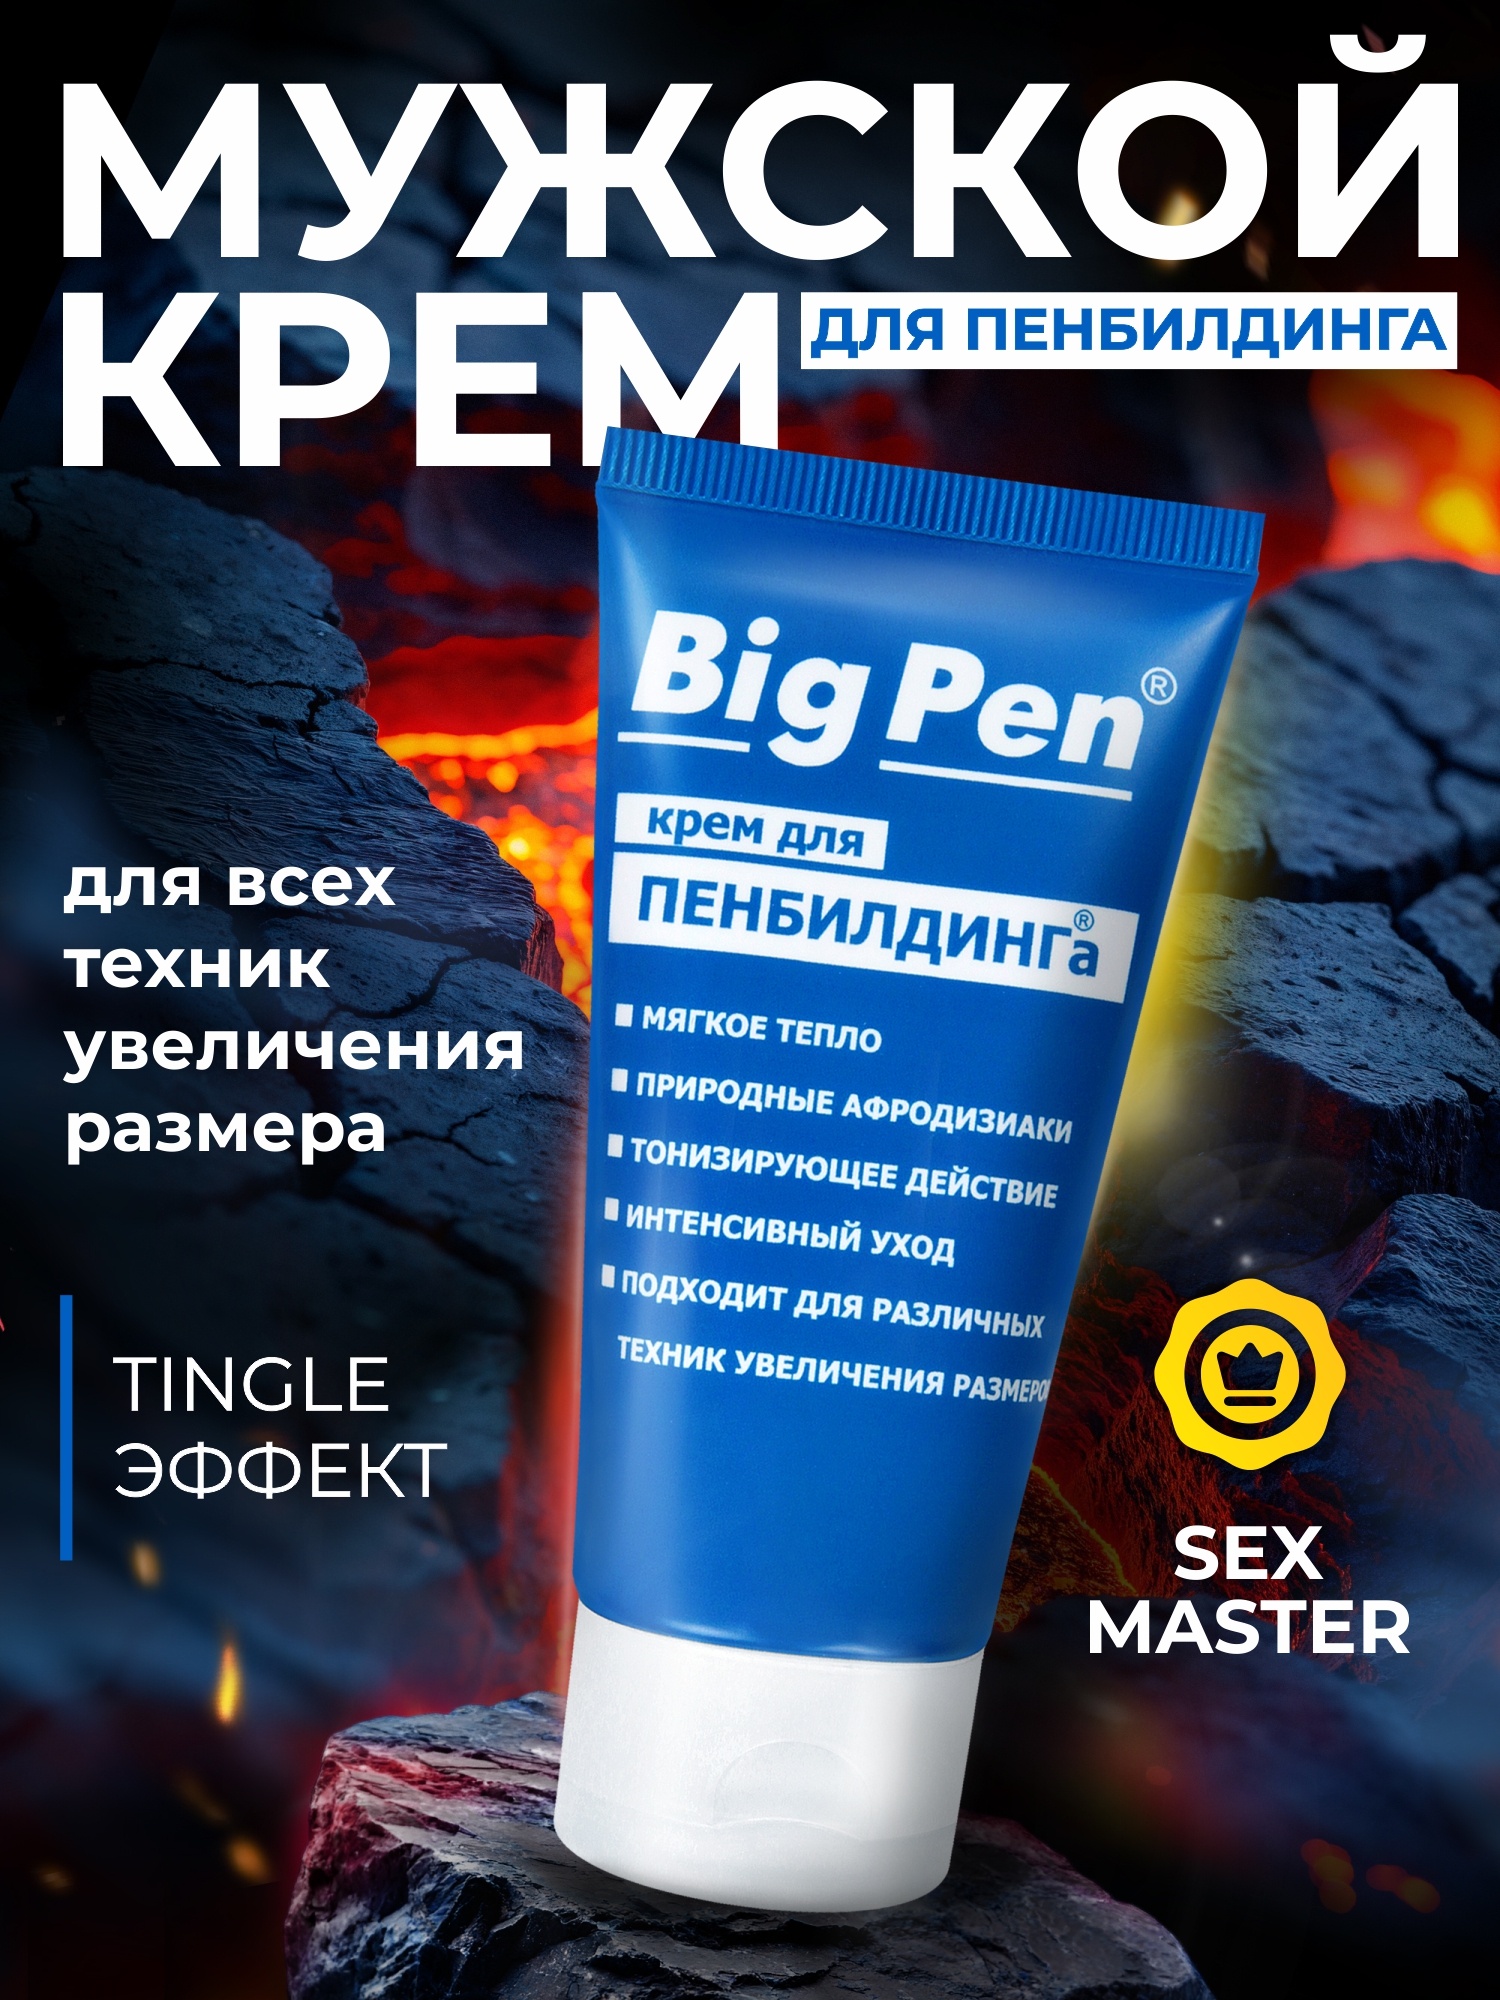 МУЖСКОЙ
КРЕМ
ДЛЯ ПЕНБИЛДИНГА
Big Pen®
крем для
ПЕНБИЛДИНГа®
МЯГКОЕ ТЕПЛО
ПРИРОДНЫЕ АФРОДИЗИАКИ
ТОНИЗИРУЮЩЕЕ ДЕЙСТВИЕ
ИНТЕНСИВНЫЙ УХОД
ПОДХОДИТ ДЛЯ РАЗЛИЧНЫХ
ТЕХНИК УВЕЛИЧЕНИЯ
для всех
техник
увеличения
размера
TINGLE
ЭФФЕКТ
SEX
MASTER